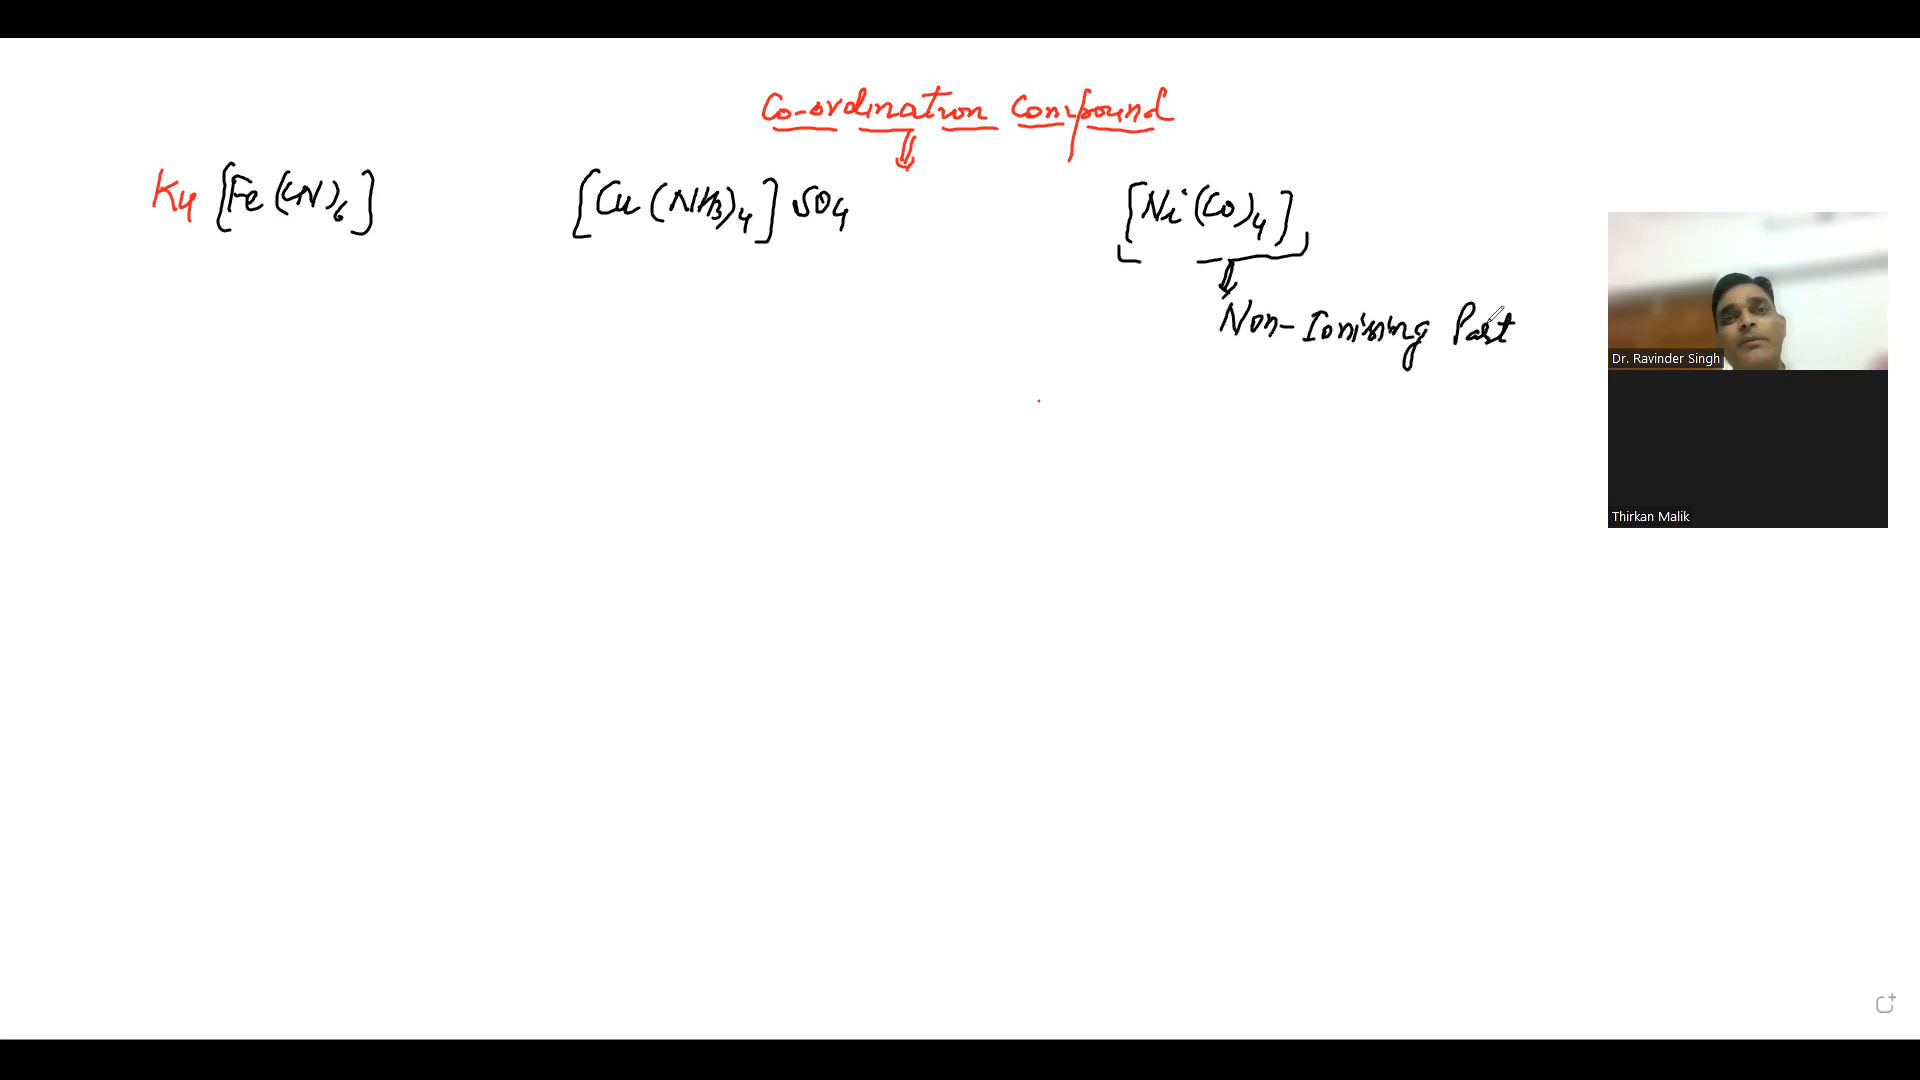 Co-ordination Compound
K4 [Fe(CN)6]
[Cu(NH3)4] SO4
[Ni(CO)4]
Non-Ionising Part
Dr. Ravinder Singh
Thirkan Malik